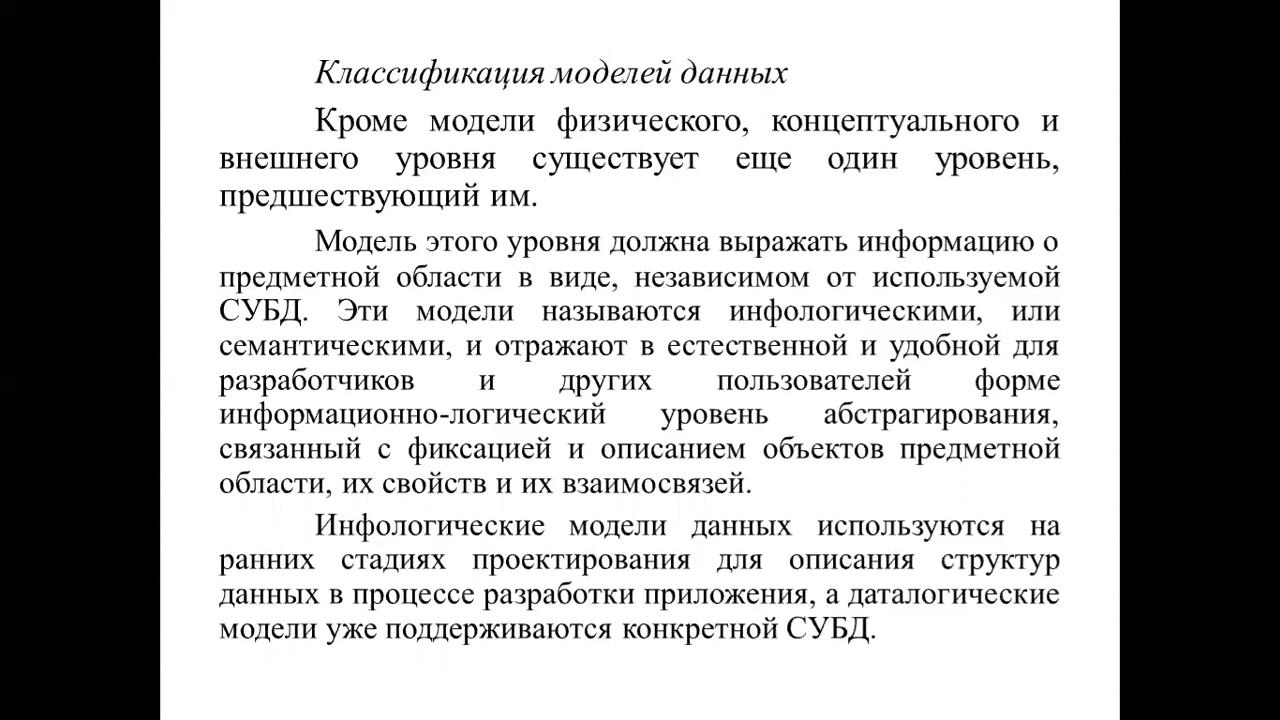 Классификация моделей данных
Кроме модели физического, концептуального и
внешнего уровня существует еще один уровень,
предшествующий им.
Модель этого уровня должна выражать информацию о
предметной области в виде, независимом от используемой
СУБД. Эти модели называются инфологическими, или
семантическими, и отражают в естественной и удобной для
разработчиков и других пользователей форме
информационно-логический уровень абстрагирования,
связанный с фиксацией и описанием объектов предметной
области, их свойств и их взаимосвязей.
Инфологические модели данных используются на
ранних стадиях проектирования для описания структур
данных в процессе разработки приложения, а даталогические
модели уже поддерживаются конкретной СУБД.